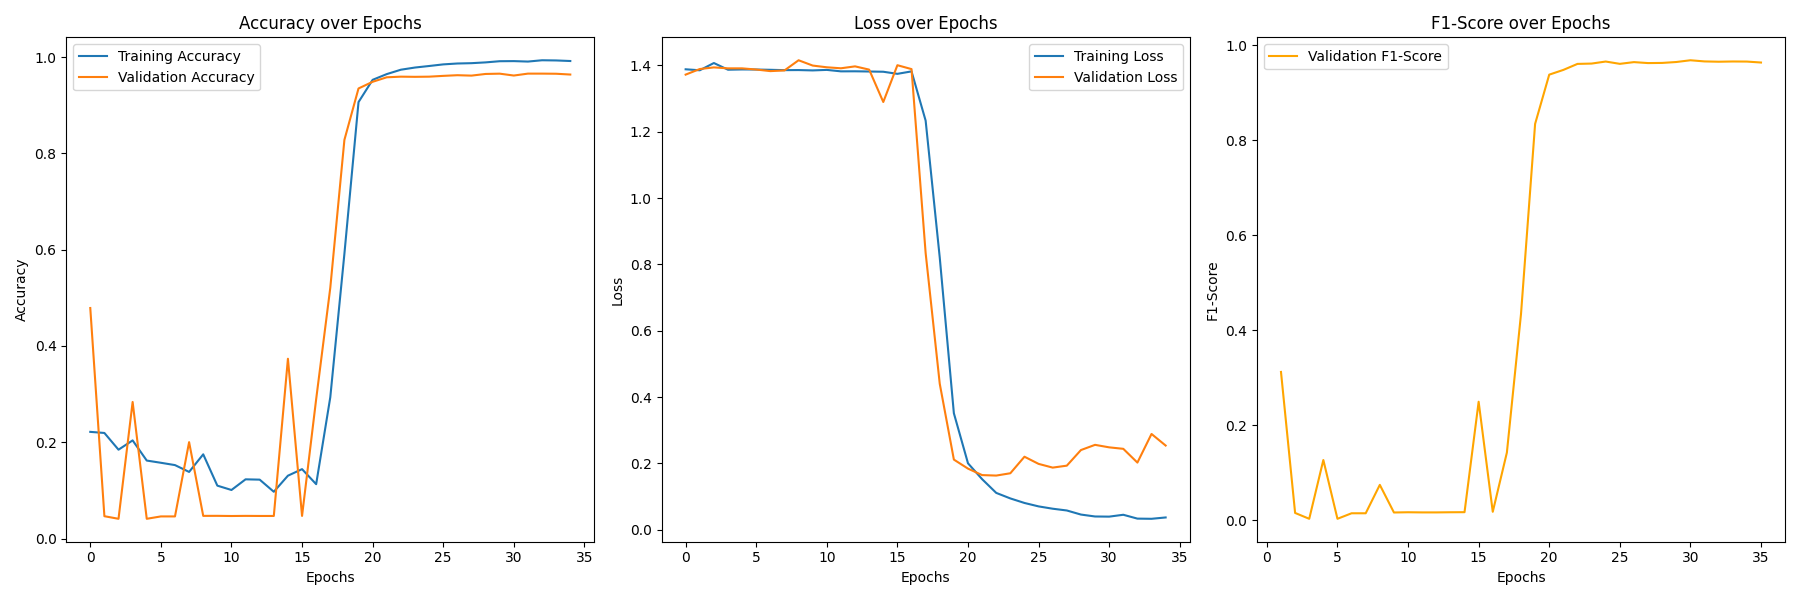 Accuracy over Epochs
Training Accuracy
Validation Accuracy
1.0
0.8
0.6
0.4
0.2
0.0
Accuracy
0 5 10 15 20 25 30 35
Epochs
Loss over Epochs
Training Loss
Validation Loss
1.4
1.2
1.0
0.8
0.6
0.4
0.2
0.0
Loss
0 5 10 15 20 25 30 35
Epochs
F1-Score over Epochs
Validation F1-Score
1.0
0.8
0.6
0.4
0.2
0.0
F1-Score
0 5 10 15 20 25 30 35
Epochs